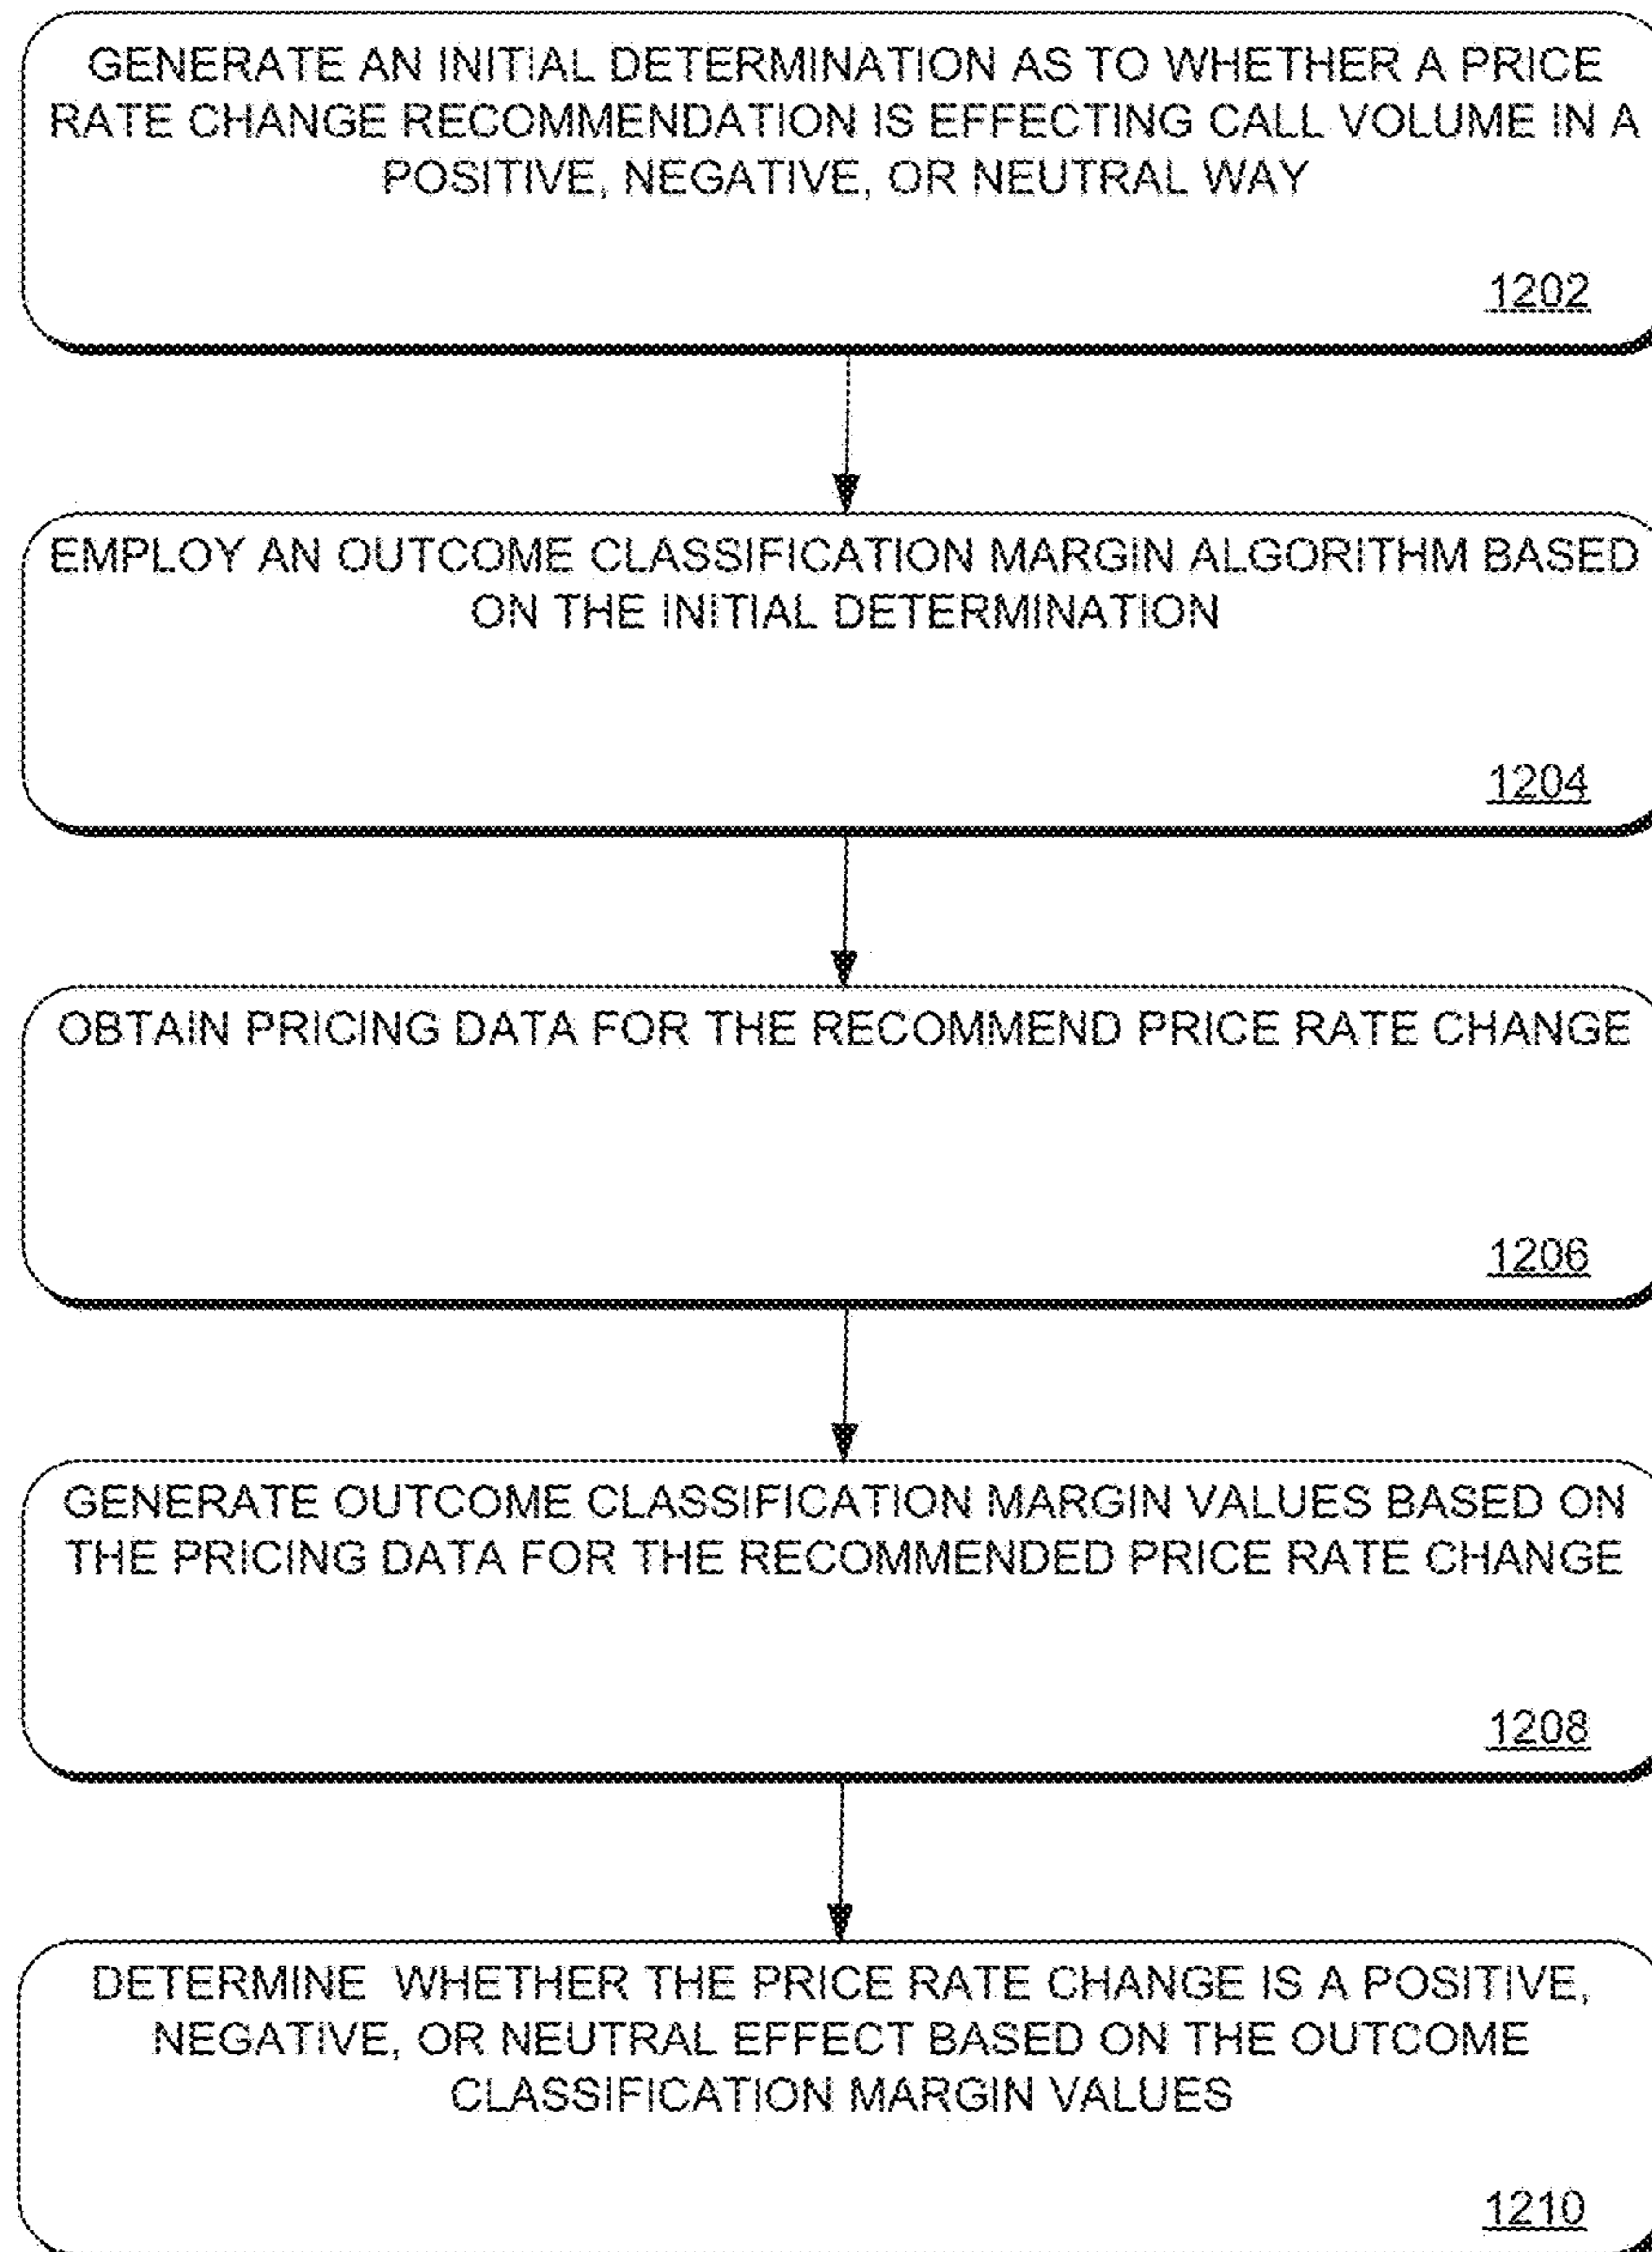 GENERATE AN INITIAL DETERMINATION AS TO WHETHER A PRICE
RATE CHANGE RECOMMENDATION IS EFFECTING CALL VOLUME IN A
POSITIVE, NEGATIVE, OR NEUTRAL WAY
1202
EMPLOY AN OUTCOME CLASSIFICATION MARGIN ALGORITHM BASED
ON THE INITIAL DETERMINATION
1204
OBTAIN PRICING DATA FOR THE RECOMMEND PRICE RATE CHANGE
1206
GENERATE OUTCOME CLASSIFICATION MARGIN VALUES BASED ON
THE PRICING DATA FOR THE RECOMMENDED PRICE RATE CHANGE
1208
DETERMINE WHETHER THE PRICE RATE CHANGE IS A POSITIVE,
NEGATIVE, OR NEUTRAL EFFECT BASED ON THE OUTCOME
CLASSIFICATION MARGIN VALUES
1210